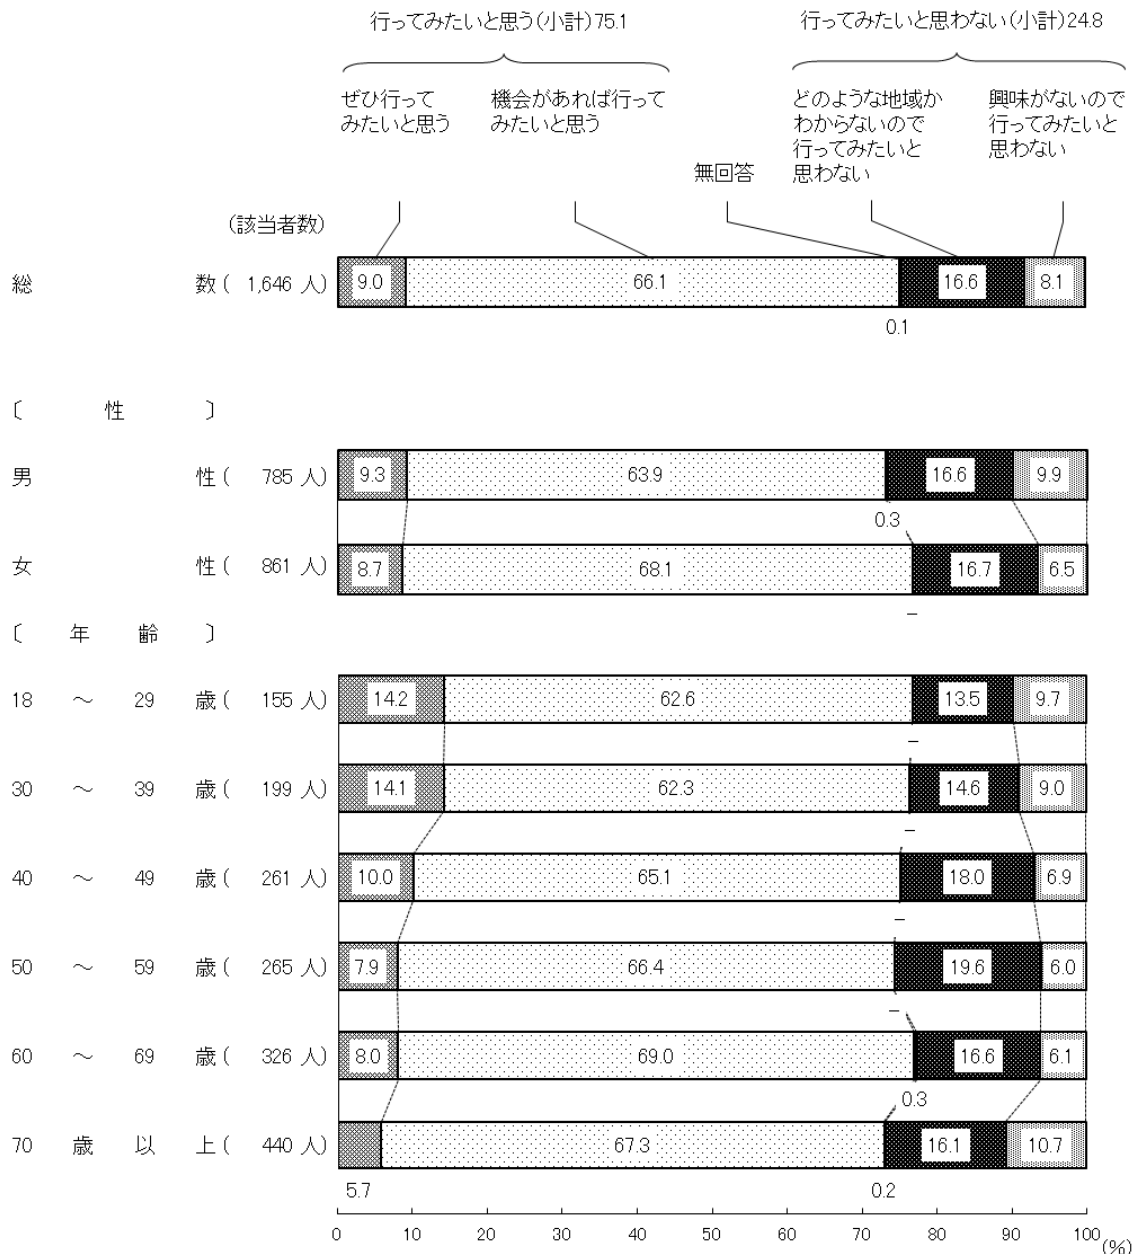 行ってみたいと思う(小計)75.1
行ってみたいと思わない(小計)24.8
ぜひ行って
みたいと思う
機会があれば行って
みたいと思う
無回答
どのような地域か
わからないので
行ってみたいと
思わない
興味がないので
行ってみたいと
思わない
(該当者数)
総 数 ( 1,646 人) 9.0 66.1 16.6 8.1
0.1
〔 性 〕
男 性 ( 785 人) 9.3 63.9 16.6 9.9
0.3
女 性 ( 861 人) 8.7 68.1 16.7 6.5
−
〔 年 齢 〕
18 ～ 29 歳 ( 155 人) 14.2 62.6 13.5 9.7
−
30 ～ 39 歳 ( 199 人) 14.1 62.3 14.6 9.0
−
40 ～ 49 歳 ( 261 人) 10.0 65.1 18.0 6.9
−
50 ～ 59 歳 ( 265 人) 7.9 66.4 19.6 6.0
−
60 ～ 69 歳 ( 326 人) 8.0 69.0 16.6 6.1
0.3
70 歳 以 上 ( 440 人) 67.3 16.1 10.7
5.7 0.2
0 10 20 30 40 50 60 70 80 90 100
(%)